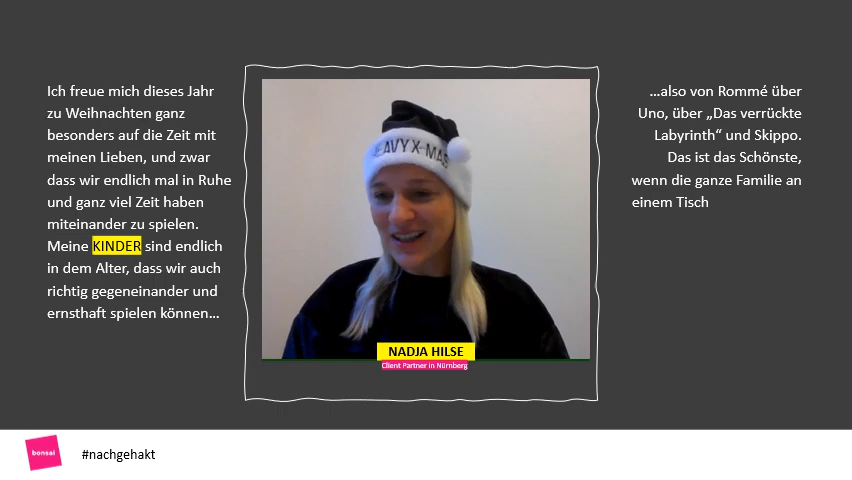 Ich freue mich dieses Jahr
zu Weihnachten ganz
besonders auf die Zeit mit
meinen Lieben, und zwar
dass wir endlich mal in Ruhe
und ganz viel Zeit haben
miteinander zu spielen.
Meine KINDER sind endlich
in dem Alter, dass wir auch
richtig gegeneinander und
ernsthaft spielen können…
EAVY X-MAS
NADJA HILSE
Client Partner in Nürnberg
…also von Rommé über
Uno, über „Das verrückte
Labyrinth“ und Skippo.
Das ist das Schönste,
wenn die ganze Familie an
einem Tisch
bonsai
#nachgehakt